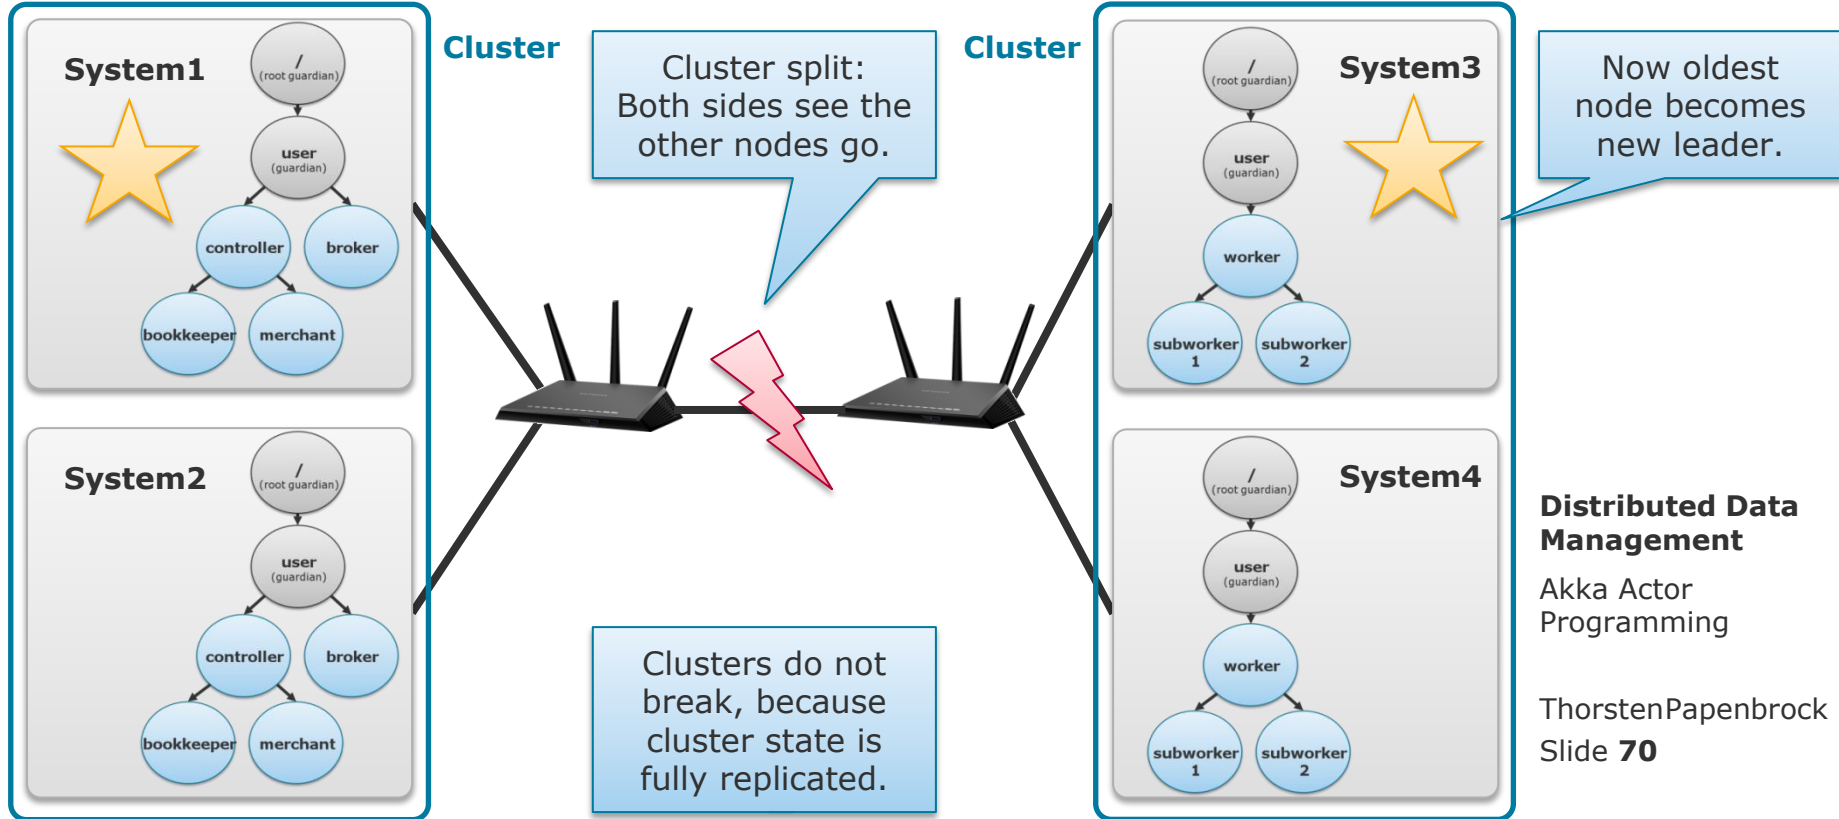 System1
/
(root guardian)
user
(guardian)
controller
broker
bookkeeper
merchant
Cluster
System2
/
(root guardian)
user
(guardian)
controller
broker
bookkeeper
merchant
Cluster split:
Both sides see the
other nodes go.
Clusters do not
break, because
cluster state is
fully replicated.
Cluster
System3
/
(root guardian)
user
(guardian)
worker
subworker
1
subworker
2
System4
/
(root guardian)
user
(guardian)
worker
subworker
1
subworker
2
Now oldest
node becomes
new leader.
Distributed Data
Management
Akka Actor
Programming
ThorstenPapenbrock
Slide 70